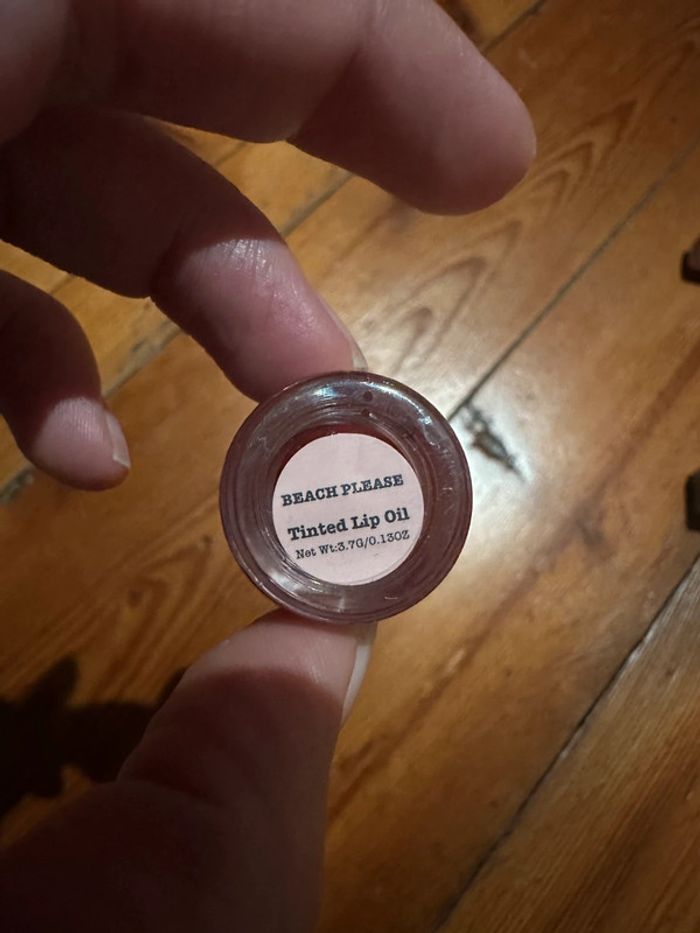 BEACH PLEASE
Tinted Lip Oil
Net Wt:3.7G/0.13OZ